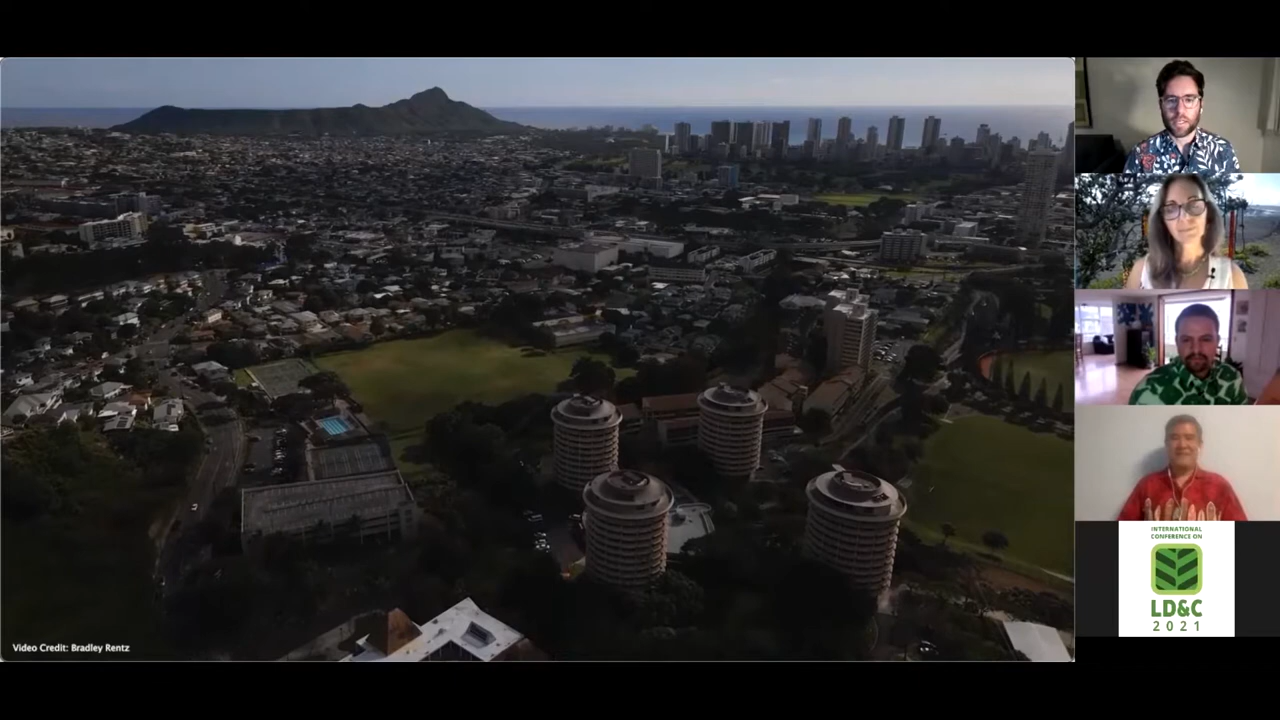 INTERNATIONAL
CONFERENCE ON
LD&C
2021
Video Credit: Bradley Rentz